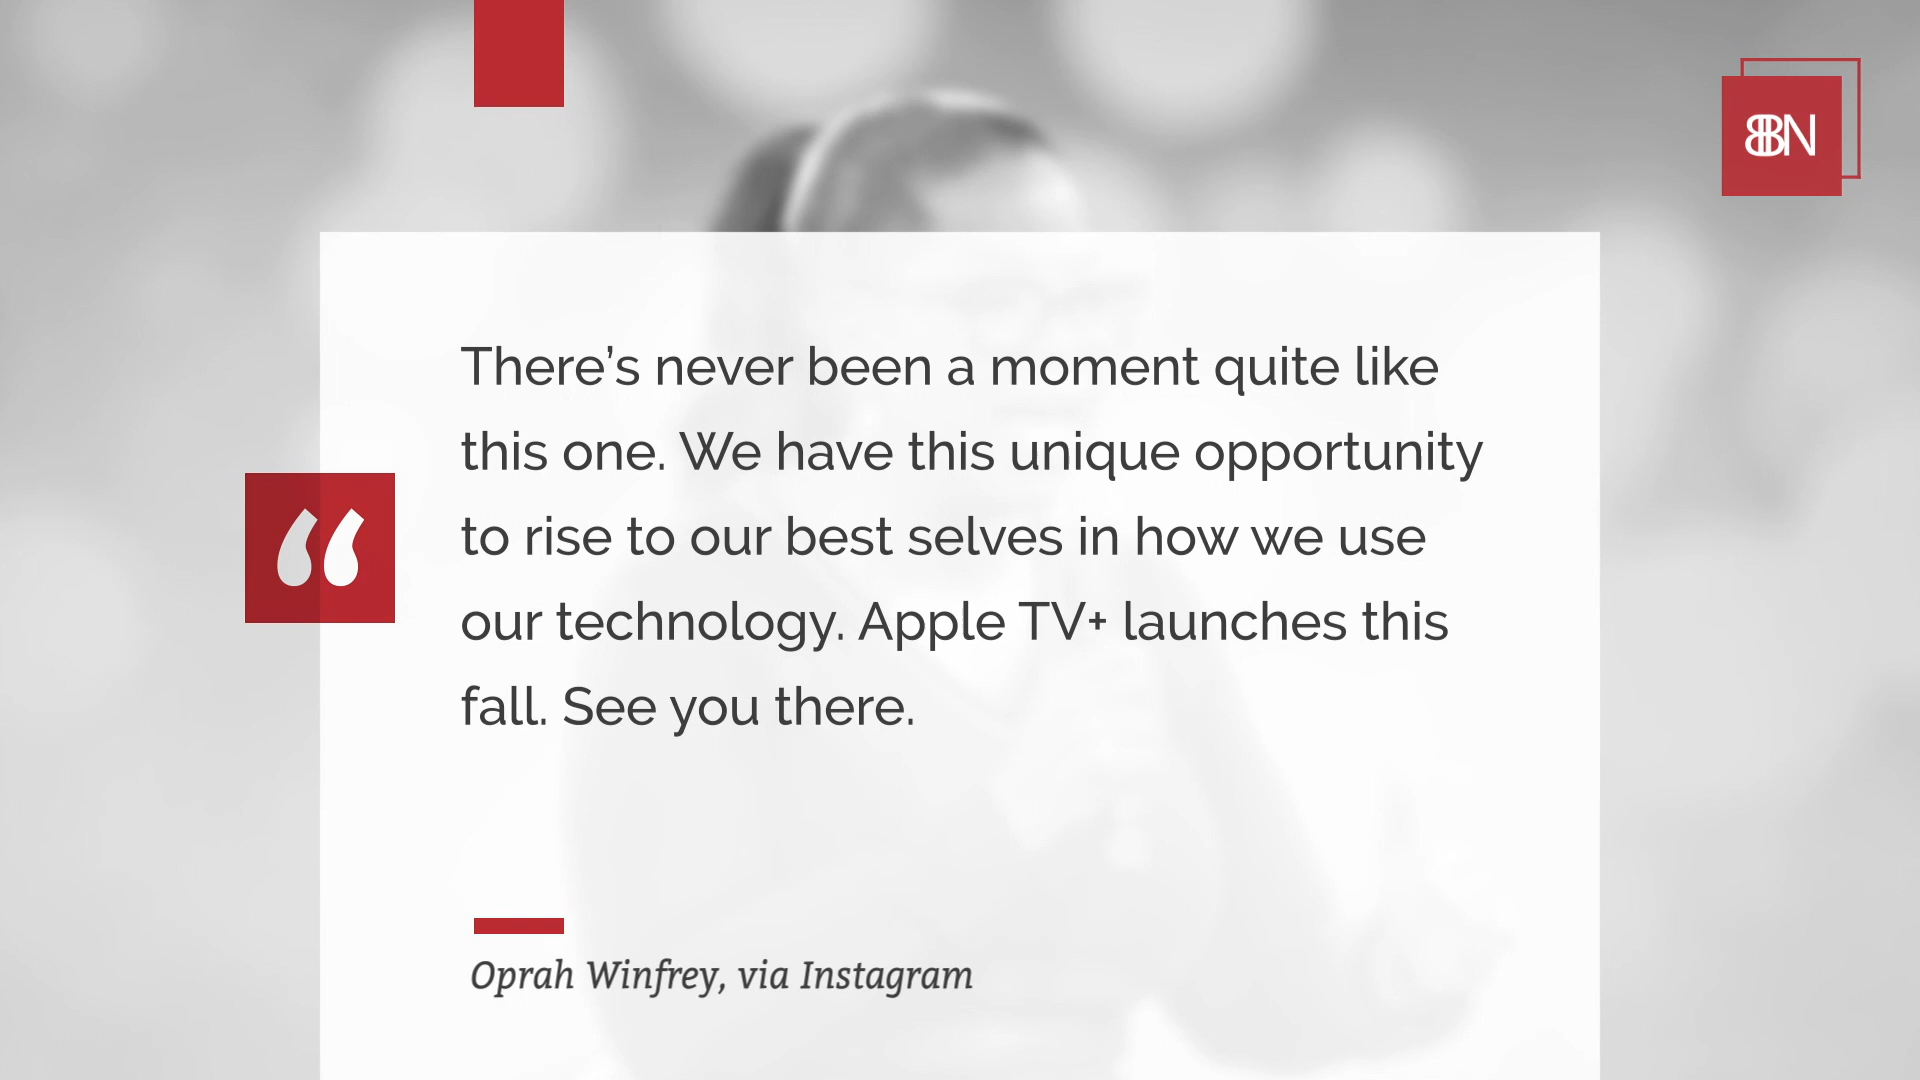 BBN
There’s never been a moment quite like
this one. We have this unique opportunity
to rise to our best selves in how we use
our technology. Apple TV+ launches this
fall. See you there.
“
Oprah Winfrey, via Instagram